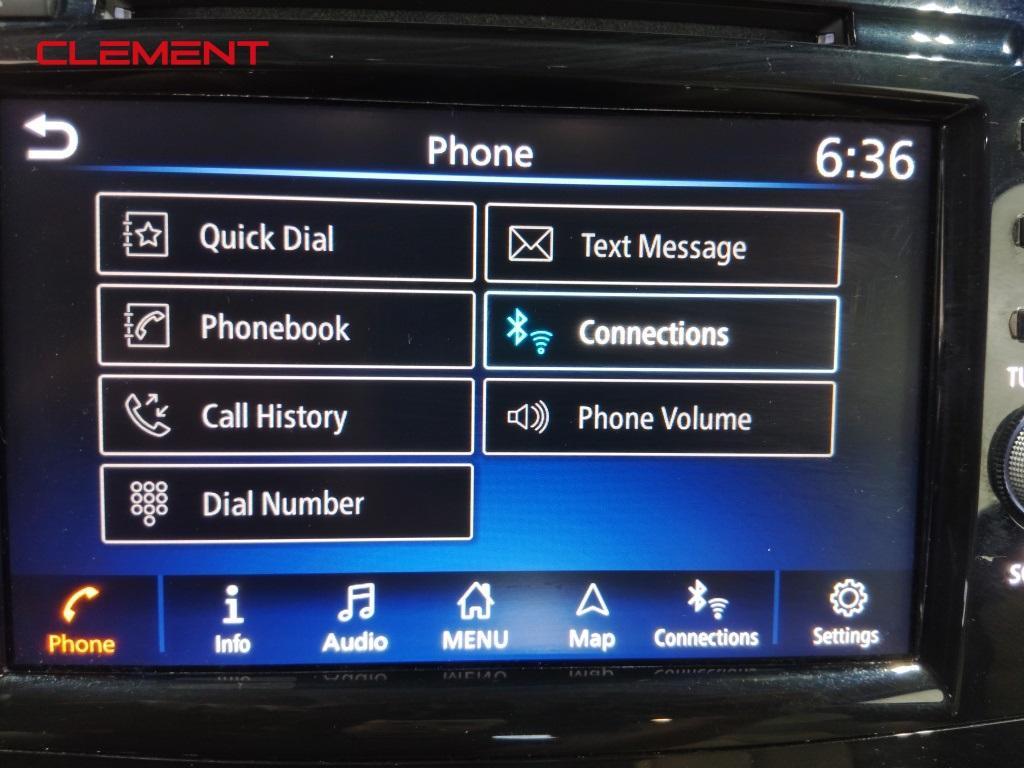 CLEMENT
Phone
6:36
Quick Dial
Text Message
Phonebook
Connections
Call History
Phone Volume
Dial Number
Phone
Info
Audio
MENU
Map
Connections
Settings